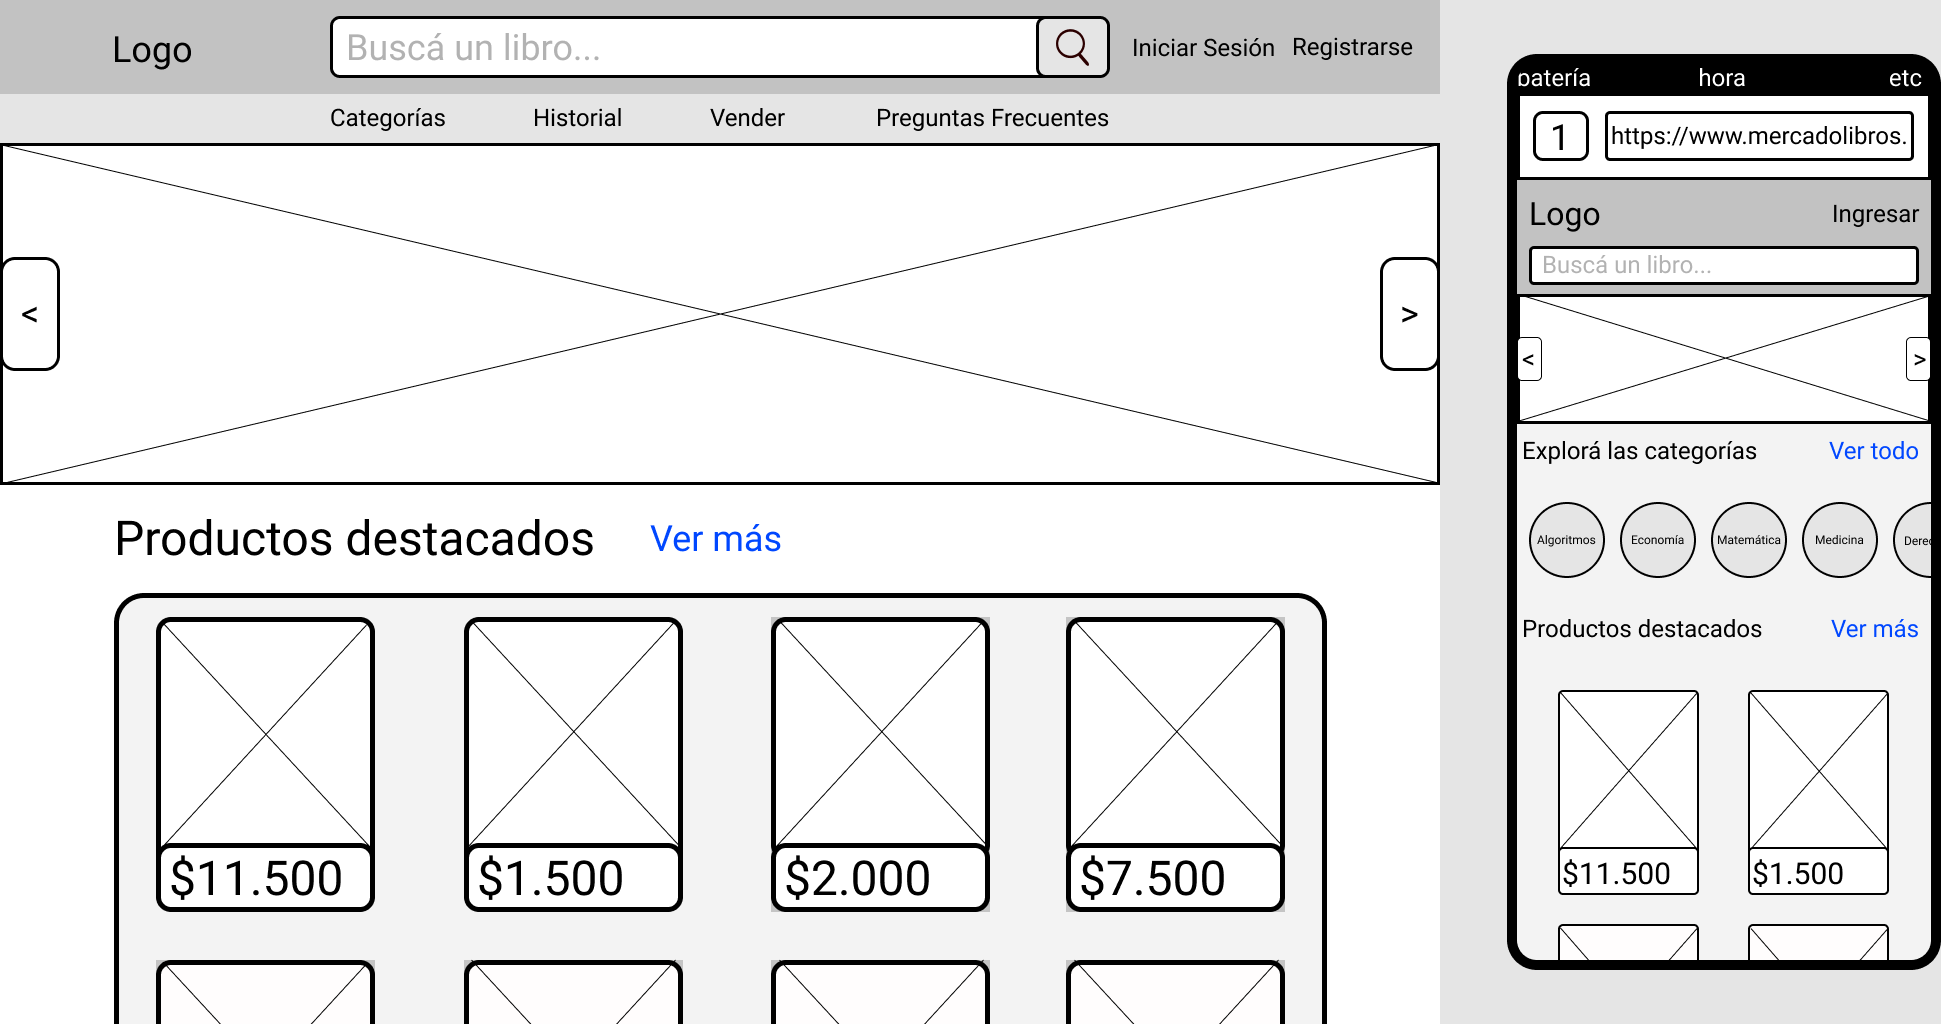 Logo
Buscá un libro...
Iniciar Sesión
Registrarse
Categorías
Historial
Vender
Preguntas Frecuentes
<
>
Productos destacados
Ver más
$11.500
$1.500
$2.000
$7.500
batería
hora
etc
1
https://www.mercadolibros.
Logo
Ingresar
Buscá un libro...
<
>
Explorá las categorías
Ver todo
Algoritmos
Economía
Matemática
Medicina
Derec
Productos destacados
Ver más
$11.500
$1.500